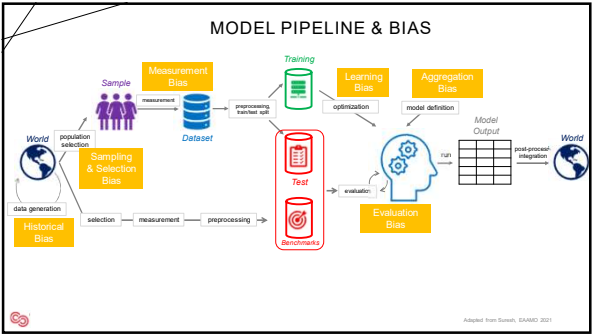 MODEL PIPELINE & BIAS
Training
Measurement
Bias
Learning
Bias
Aggregation
Bias
Sample
measurement
preprocessing,
train/test split
optimization
model definition
Dataset
Model
Output
World
population
selection
Sampling
& Selection
Bias
Test
evaluation
run
post-process/
integration
World
data generation
Historical
Bias
selection
measurement
preprocessing
Benchmarks
Evaluation
Bias
Adapted from Suresh, EAAMO 2021